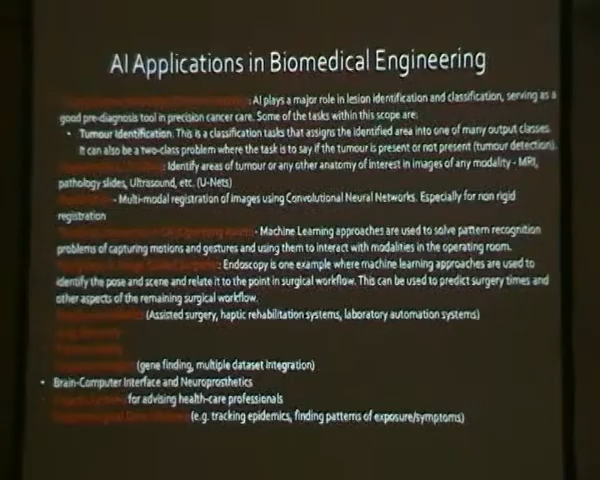 AI Applications in Biomedical Engineering
: AI plays a major role in lesion identification and classification, serving as a
good pre-diagnosis tool in precision cancer care. Some of the tasks within this scope are:
• Tumour Identification. This is a classification tasks that assigns the identified area into one of many output classes.
It can also be a two-class problem where the task is to say if the tumour is present or not present (tumour detection).
: Identify areas of tumour or any other anatomy of interest in images of any modality - MRI,
pathology slides, Ultrasound, etc. (U-Nets)
- Multi-modal registration of images using Convolutional Neural Networks. Especially for non rigid
registration
- Machine Learning approaches are used to solve pattern recognition
problems of capturing motions and gestures and using them to interact with modalities in the operating room.
: Endoscopy is one example where machine learning approaches are used to
identify the pose and scene and relate it to the point in surgical workflow. This can be used to predict surgery times and
other aspects of the remaining surgical workflow.
(Assisted surgery, haptic rehabilitation systems, laboratory automation systems)
(gene finding, multiple dataset integration)
• Brain-Computer Interface and Neuroprosthetics
for advising health-care professionals
(e.g. tracking epidemics, finding patterns of exposure/symptoms)